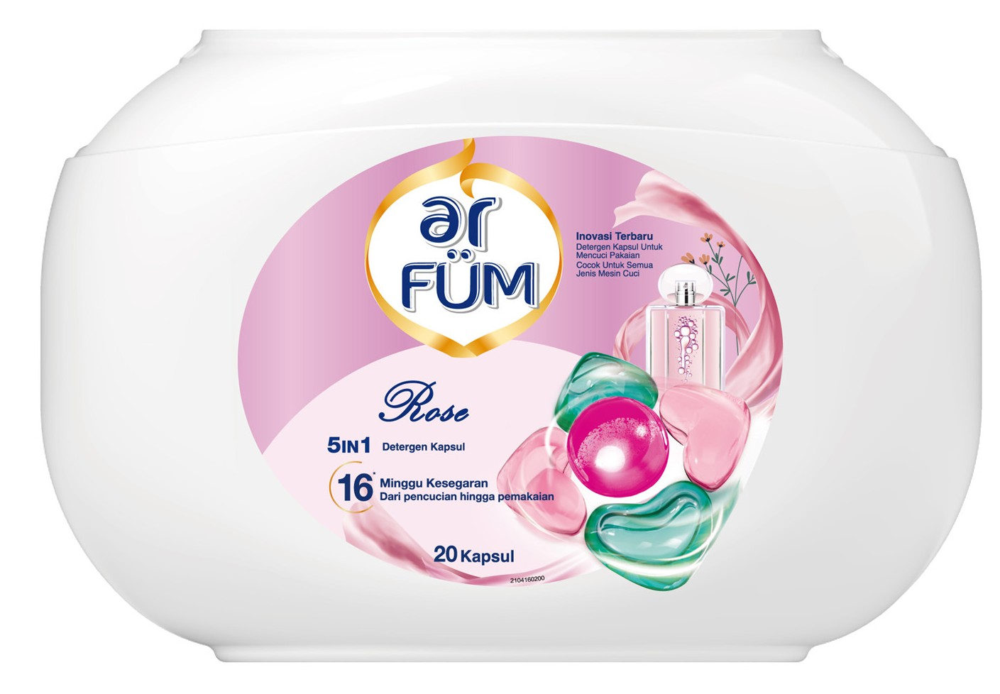 ər
FÜM
Inovasi Terbaru
Detergen Kapsul Untuk
Mencuci Pakaian
Cocok Untuk Semua
Jenis Mesin Cuci
Rose
5IN1 Detergen Kapsul
16* Minggu Kesegaran
Dari pencucian hingga pemakaian
20 Kapsul
2104160200